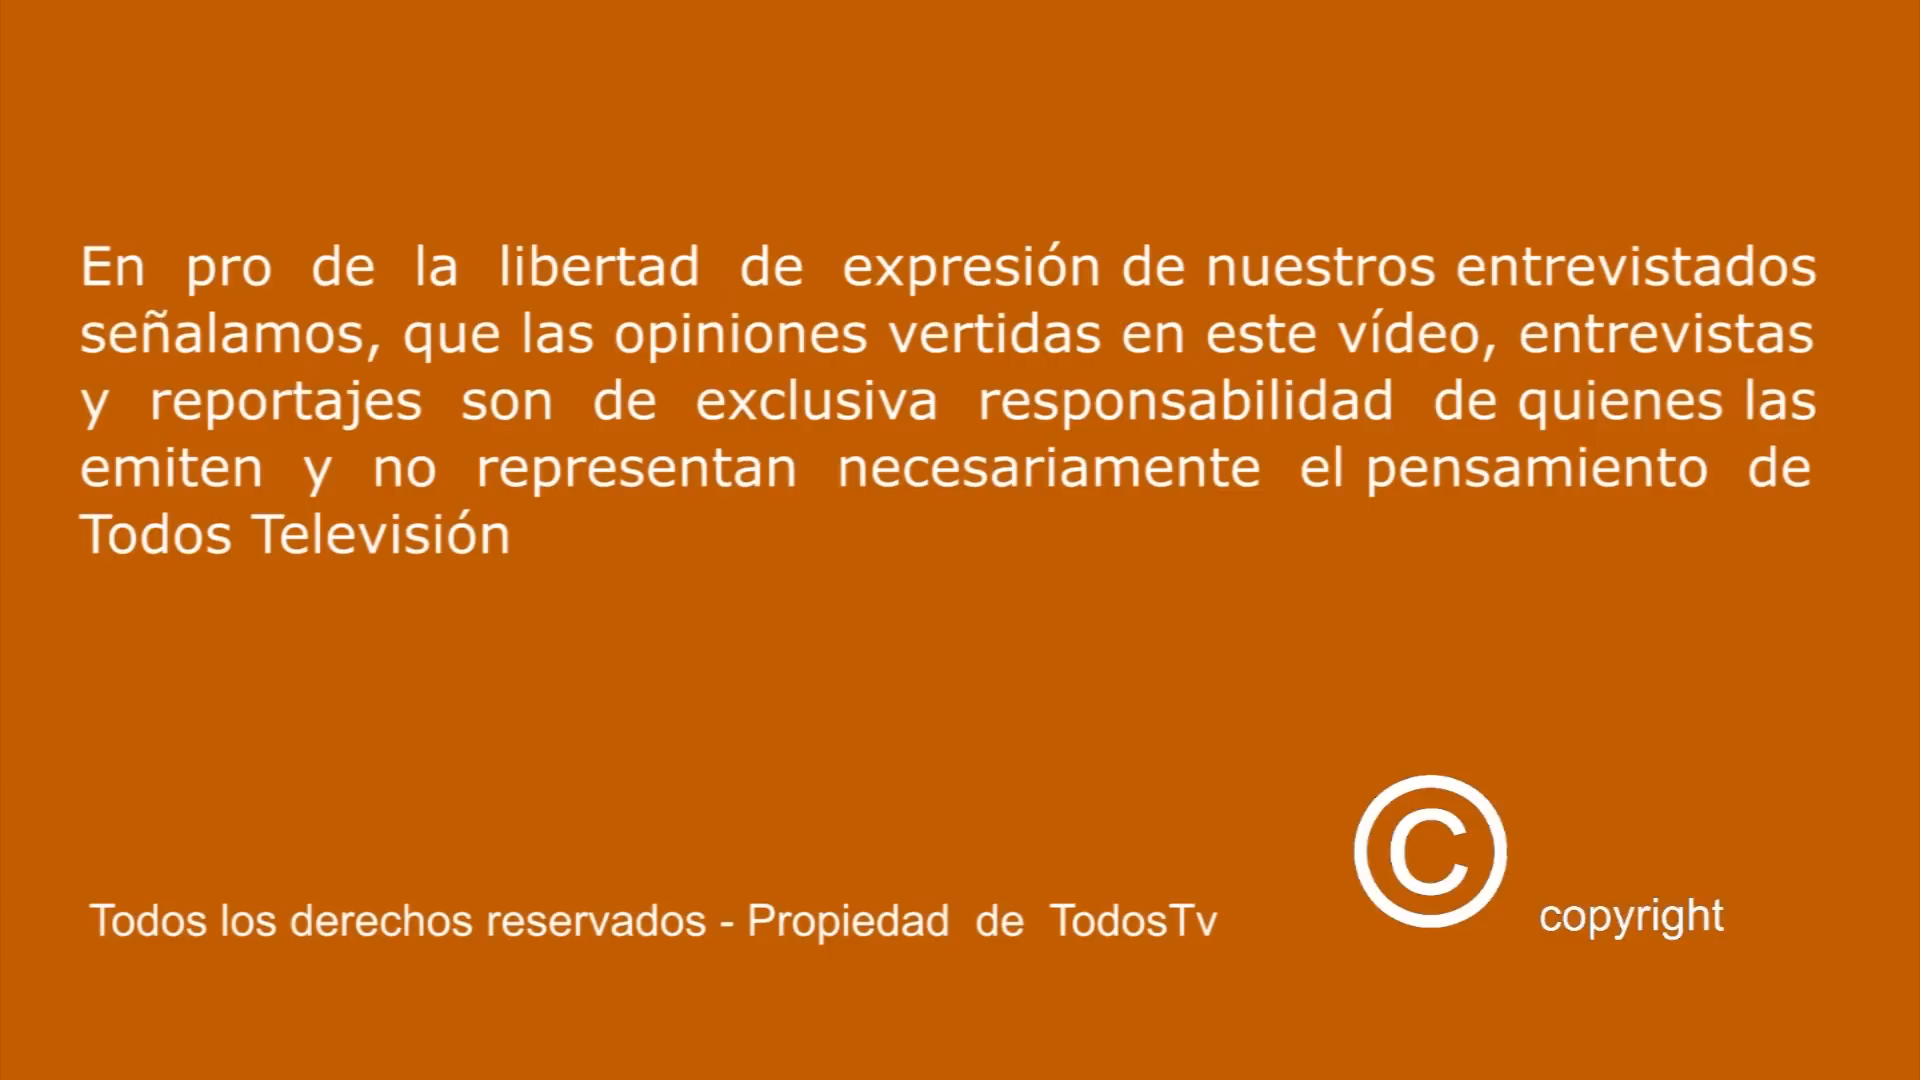 En pro de la libertad de expresión de nuestros entrevistados
señalamos, que las opiniones vertidas en este vídeo, entrevistas
y reportajes son de exclusiva responsabilidad de quienes las
emiten y no representan necesariamente el pensamiento de
Todos Televisión
Todos los derechos reservados - Propiedad de TodosTv
© copyright